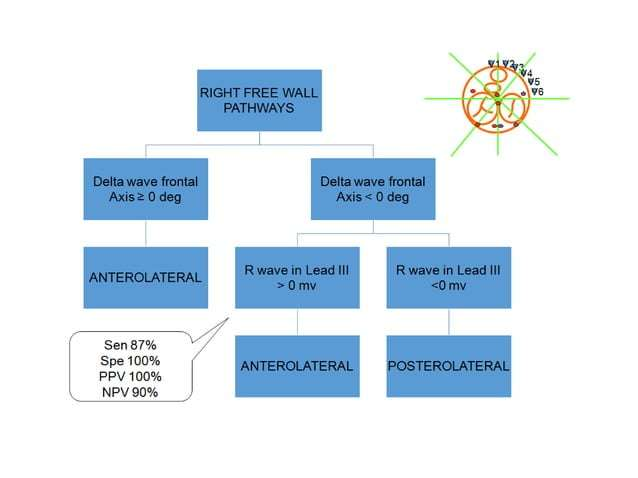 RIGHT FREE WALL
PATHWAYS
V1 V2 V3
V4
V5
V6
Delta wave frontal
Axis ≥ 0 deg
Delta wave frontal
Axis < 0 deg
ANTEROLATERAL
R wave in Lead III
> 0 mv
R wave in Lead III
<0 mv
Sen 87%
Spe 100%
PPV 100%
NPV 90%
ANTEROLATERAL
POSTEROLATERAL